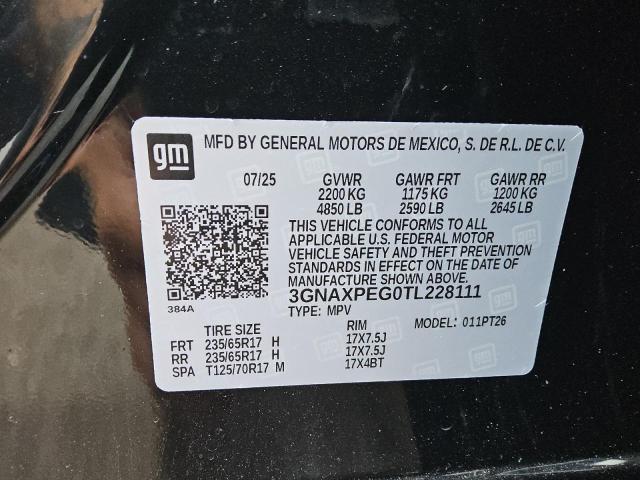 gm MFD BY GENERAL MOTORS DE MEXICO, S. DE R.L. DE C.V.
07/25 GVWR GAWR FRT GAWR RR
2200 KG 1175 KG 1200 KG
4850 LB 2590 LB 2645 LB
THIS VEHICLE CONFORMS TO ALL
APPLICABLE U.S. FEDERAL MOTOR
VEHICLE SAFETY AND THEFT PREVENTION
STANDARDS IN EFFECT ON THE DATE OF
MANUFACTURE SHOWN ABOVE.
3GNAXPEG0TL228111
384A TYPE: MPV MODEL: 011PT26
TIRE SIZE RIM
FRT 235/65R17 H 17X7.5J
RR 235/65R17 H 17X7.5J
SPA T125/70R17 M 17X4BT